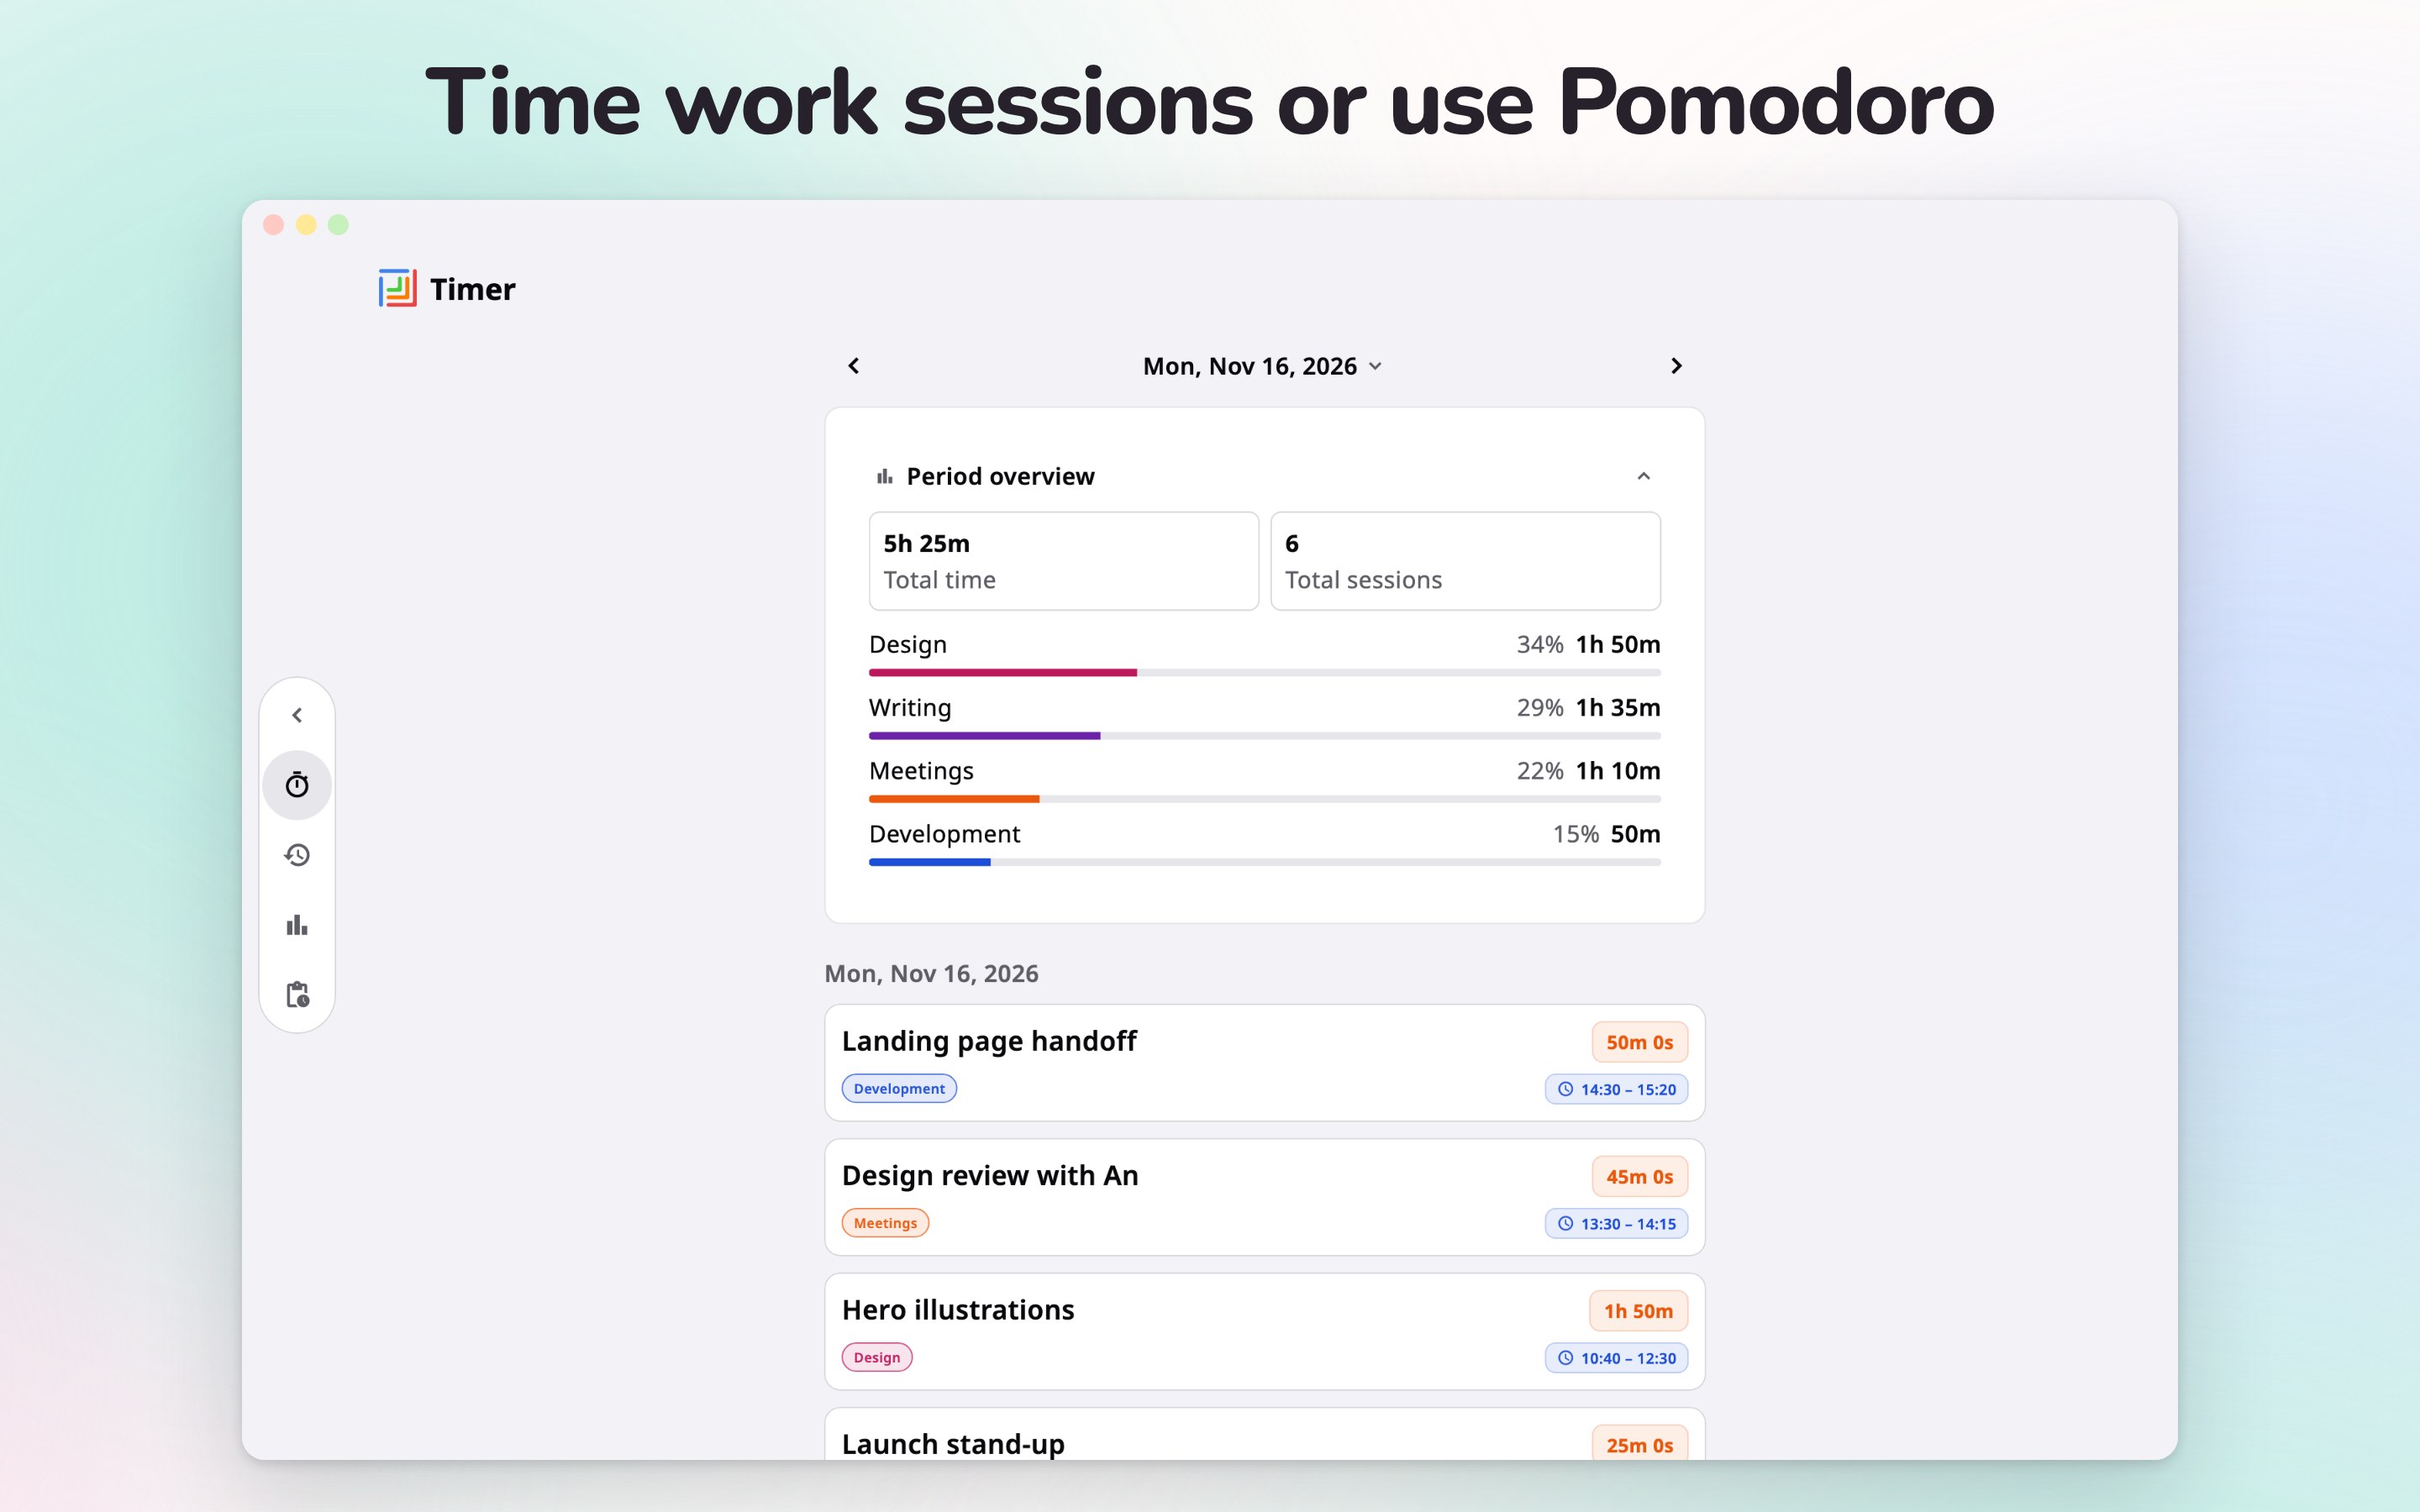 Time work sessions or use Pomodoro
Timer
Mon, Nov 16, 2026
Period overview
5h 25m
Total time
6
Total sessions
Design 34% 1h 50m
Writing 29% 1h 35m
Meetings 22% 1h 10m
Development 15% 50m
Mon, Nov 16, 2026
Landing page handoff 50m 0s
Development 14:30 – 15:20
Design review with An 45m 0s
Meetings 13:30 – 14:15
Hero illustrations 1h 50m
Design 10:40 – 12:30
Launch stand-up 25m 0s